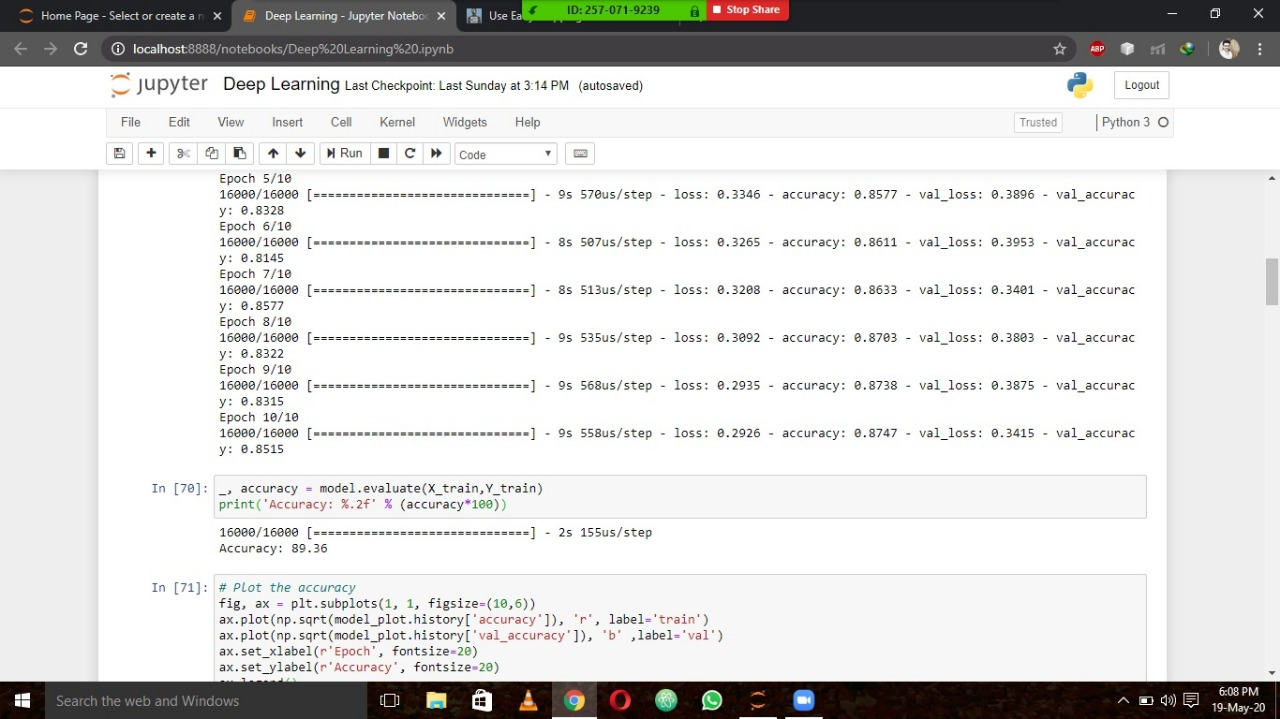 Home Page - Select or create a n
Deep Learning - Jupyter Notebo
Use Ea
ID: 257-071-9239
Stop Share
localhost:8888/notebooks/Deep%20Learning%20.ipynb
ABP
jupyter Deep Learning Last Checkpoint: Last Sunday at 3:14 PM (autosaved)
Logout
File Edit View Insert Cell Kernel Widgets Help
Trusted
Python 3
Run
Code
Epoch 5/10
16000/16000 [==============================] - 9s 570us/step - loss: 0.3346 - accuracy: 0.8577 - val_loss: 0.3896 - val_accurac
y: 0.8328
Epoch 6/10
16000/16000 [==============================] - 8s 507us/step - loss: 0.3265 - accuracy: 0.8611 - val_loss: 0.3953 - val_accurac
y: 0.8145
Epoch 7/10
16000/16000 [==============================] - 8s 513us/step - loss: 0.3208 - accuracy: 0.8633 - val_loss: 0.3401 - val_accurac
y: 0.8577
Epoch 8/10
16000/16000 [==============================] - 9s 535us/step - loss: 0.3092 - accuracy: 0.8703 - val_loss: 0.3803 - val_accurac
y: 0.8322
Epoch 9/10
16000/16000 [==============================] - 9s 568us/step - loss: 0.2935 - accuracy: 0.8738 - val_loss: 0.3875 - val_accurac
y: 0.8315
Epoch 10/10
16000/16000 [==============================] - 9s 558us/step - loss: 0.2926 - accuracy: 0.8747 - val_loss: 0.3415 - val_accurac
y: 0.8515
In [70]: _, accuracy = model.evaluate(X_train,Y_train)
print('Accuracy: %.2f' % (accuracy*100))
16000/16000 [==============================] - 2s 155us/step
Accuracy: 89.36
In [71]: # Plot the accuracy
fig, ax = plt.subplots(1, 1, figsize=(10,6))
ax.plot(np.sqrt(model_plot.history['accuracy']), 'r', label='train')
ax.plot(np.sqrt(model_plot.history['val_accuracy']), 'b' ,label='val')
ax.set_xlabel(r'Epoch', fontsize=20)
ax.set_ylabel(r'Accuracy', fontsize=20)
ax.legend()
Search the web and Windows
6:08 PM
19-May-20